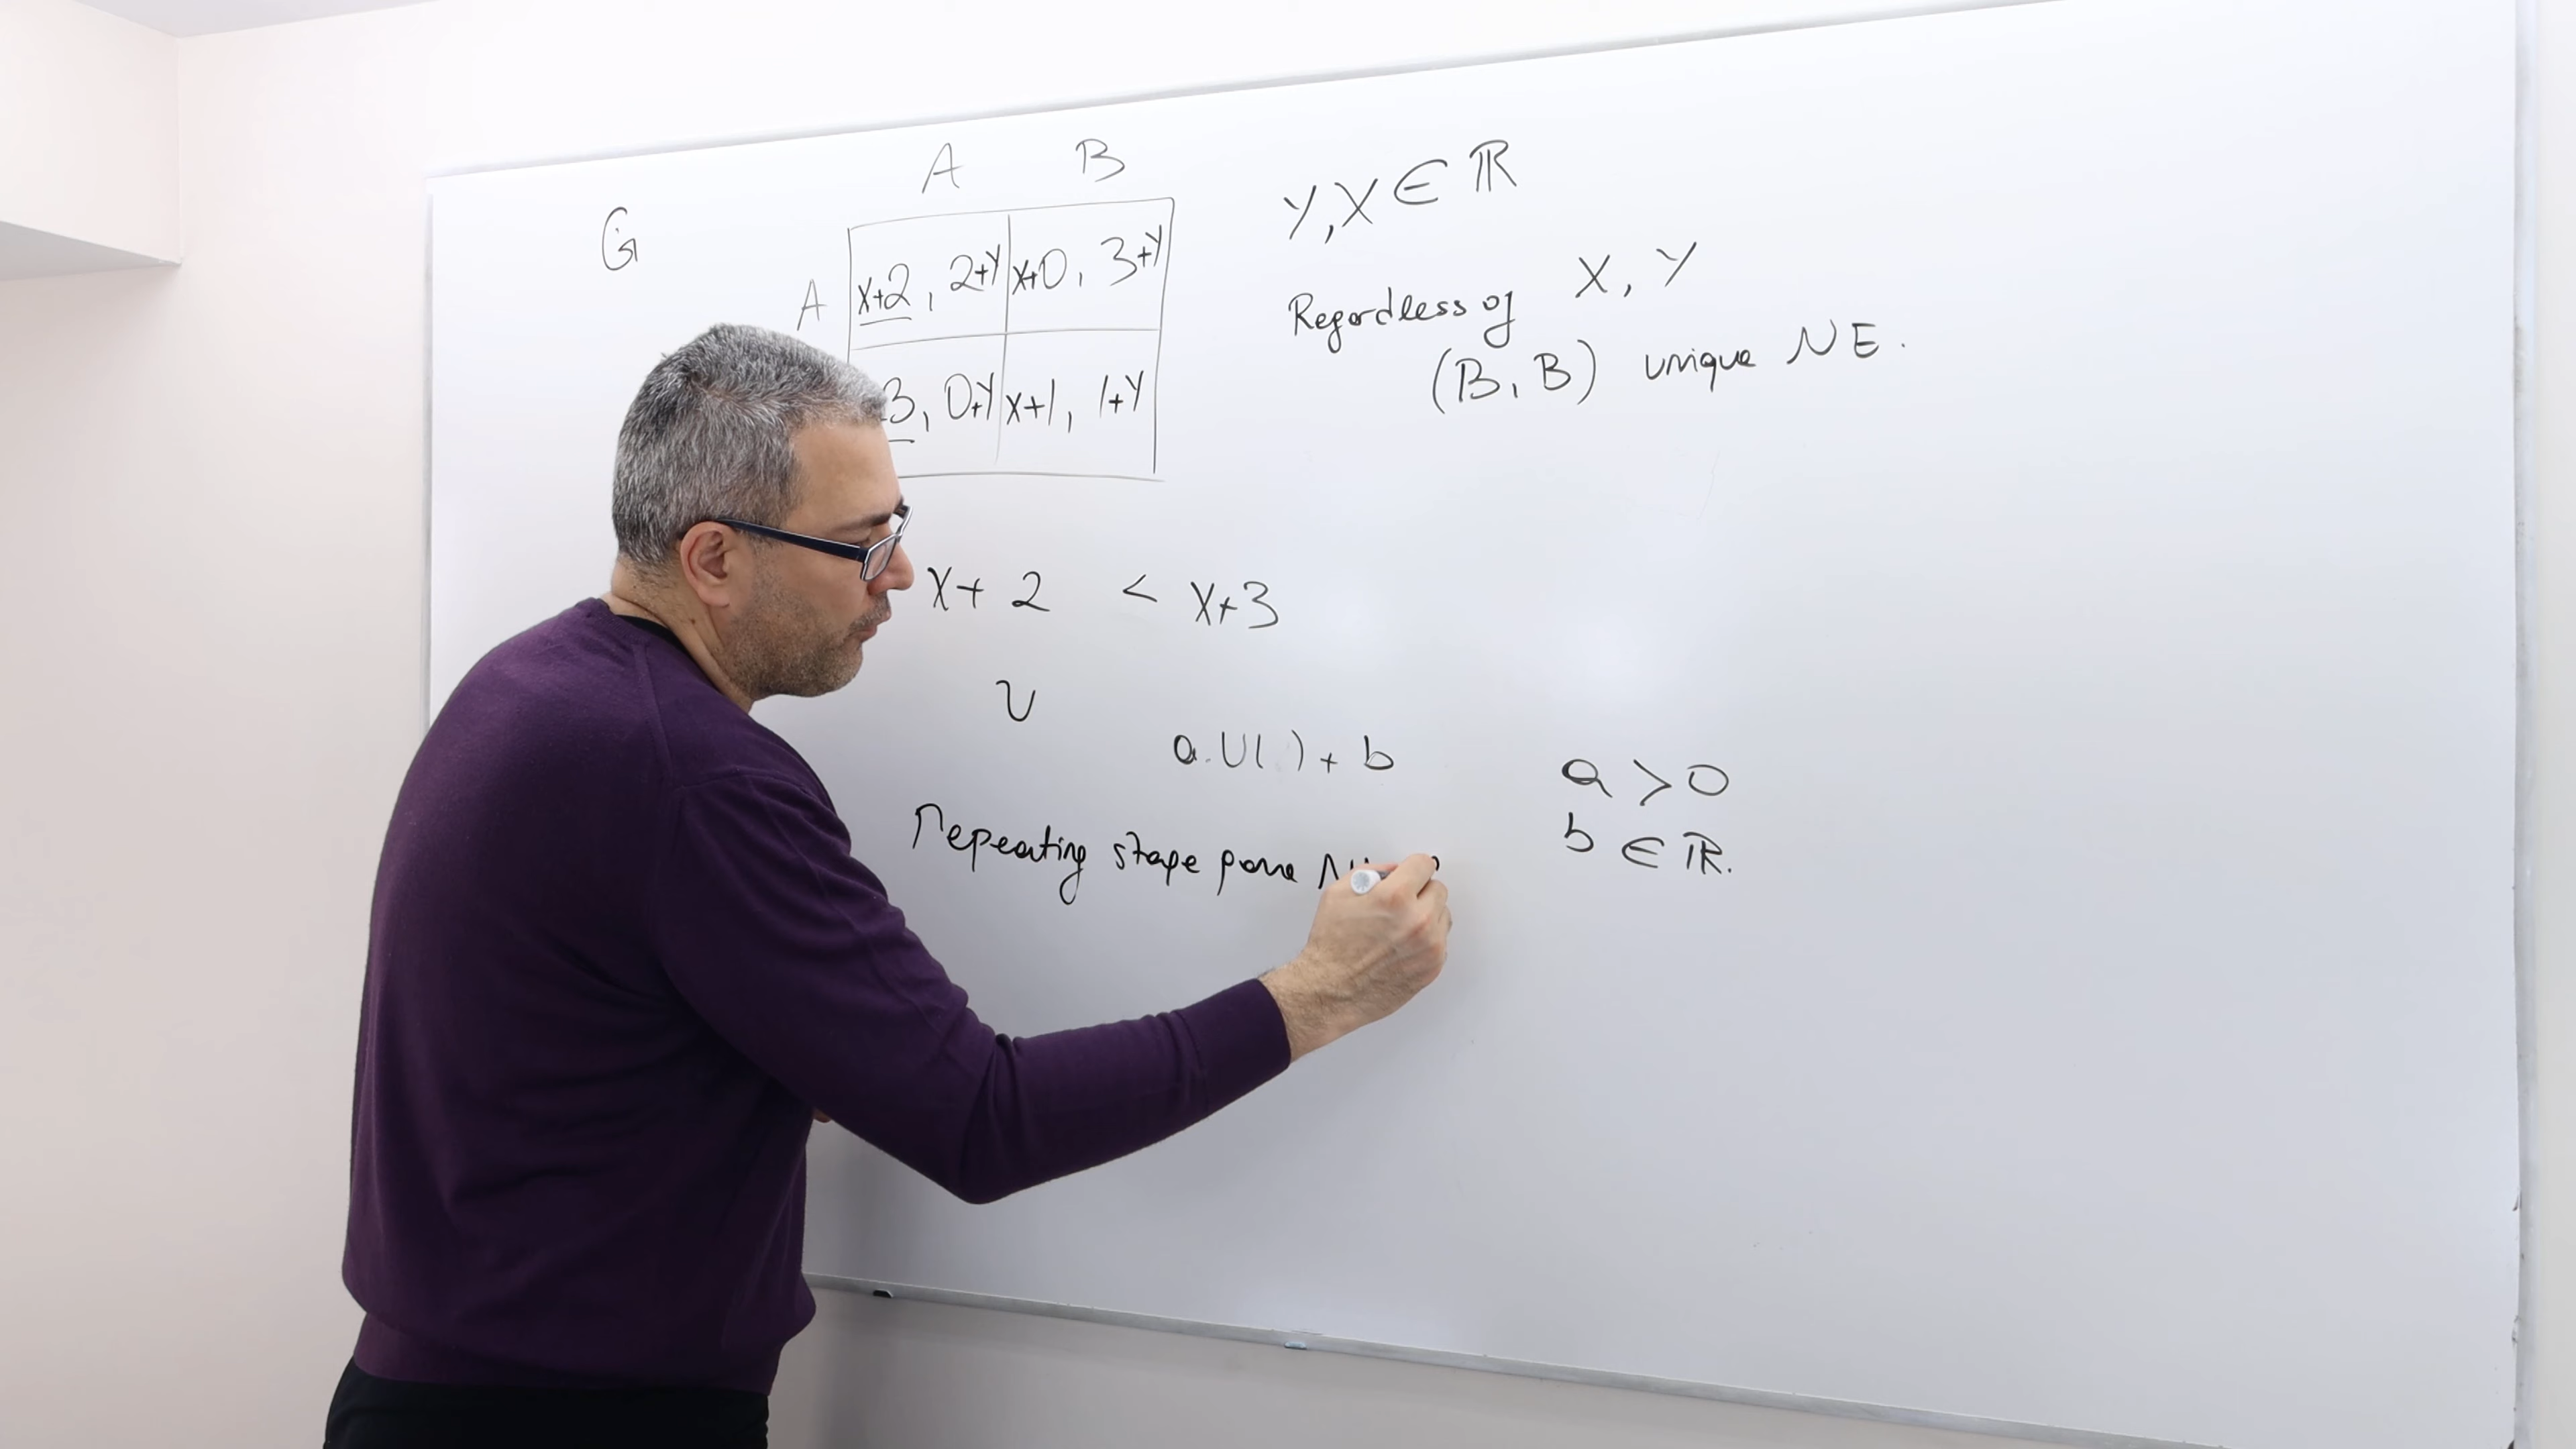 G
A B
A
x+2, 2+Y x+0, 3+Y
3, 0+Y x+1, 1+Y
Y, X ∈ ℝ
Regardless of X, Y
(B, B) unique NE.
X + 2 < X+3
U
a.U( ) + b
a > 0
b ∈ ℝ.
repeating stage game